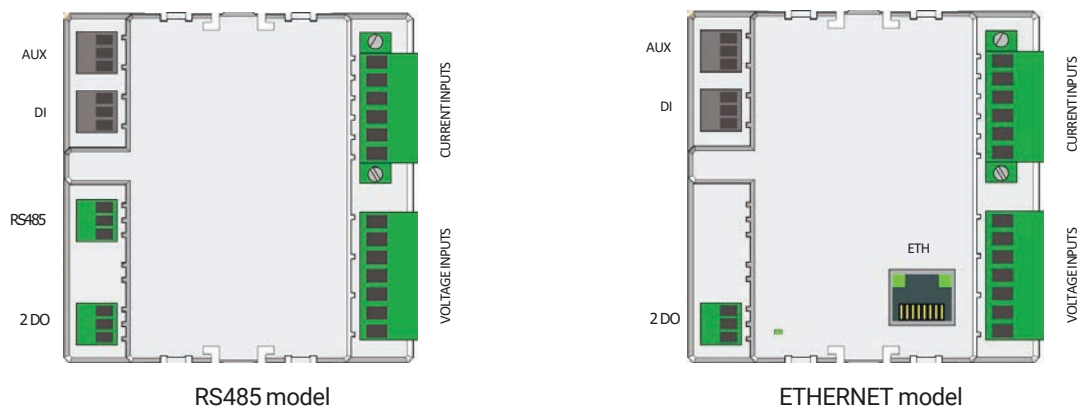 AUX
DI
RS485
2 DO
CURRENT INPUTS
VOLTAGE INPUTS
RS485 model
AUX
DI
2 DO
ETH
CURRENT INPUTS
VOLTAGE INPUTS
ETHERNET model